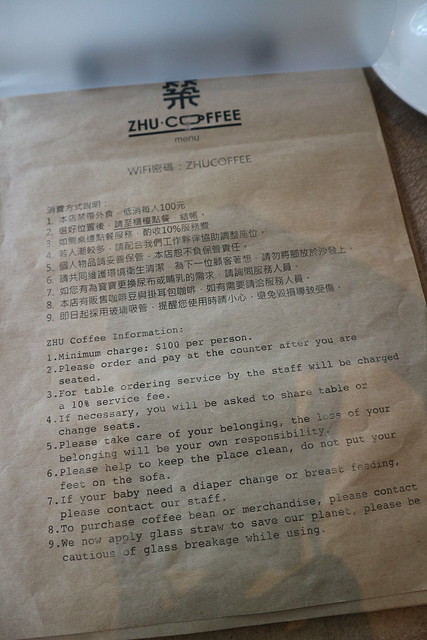 築
ZHU·COFFEE
menu
WiFi密碼：ZHUCOFFEE
消費方式說明：
1. 本店禁帶外食，低消每人100元
2. 選好位置後，請至櫃檯點餐、結帳。
3. 如需桌邊點餐服務，酌收10%服務費
4. 若人潮較多，請配合我們工作夥伴協助調整座位。
5. 個人物品請妥善保管，本店恕不負保管責任。
6. 請共同維護環境衛生清潔，為下一位顧客著想，請勿將腳放於沙發上。
7. 如您有為寶寶更換尿布或哺乳的需求，請詢問服務人員。
8. 本店有販售咖啡豆與掛耳包咖啡，如有需要請洽服務人員。
9. 即日起採用玻璃吸管，提醒您使用時請小心，避免毀損導致受傷。
ZHU Coffee Information:
1.Minimum charge: $100 per person.
2.Please order and pay at the counter after you are
seated.
3.For table ordering service by the staff will be charged
a 10% service fee.
4.If necessary, you will be asked to share table or
change seats.
5.Please take care of your belonging, the loss of your
belonging will be your own responsibility.
6.Please help to keep the place clean, do not put your
feet on the sofa.
7.If your baby need a diaper change or breast feeding,
please contact our staff.
8.To purchase coffee bean or merchandise, please contact
9.We now apply glass straw to save our planet, please be
cautious of glass breakage while using.